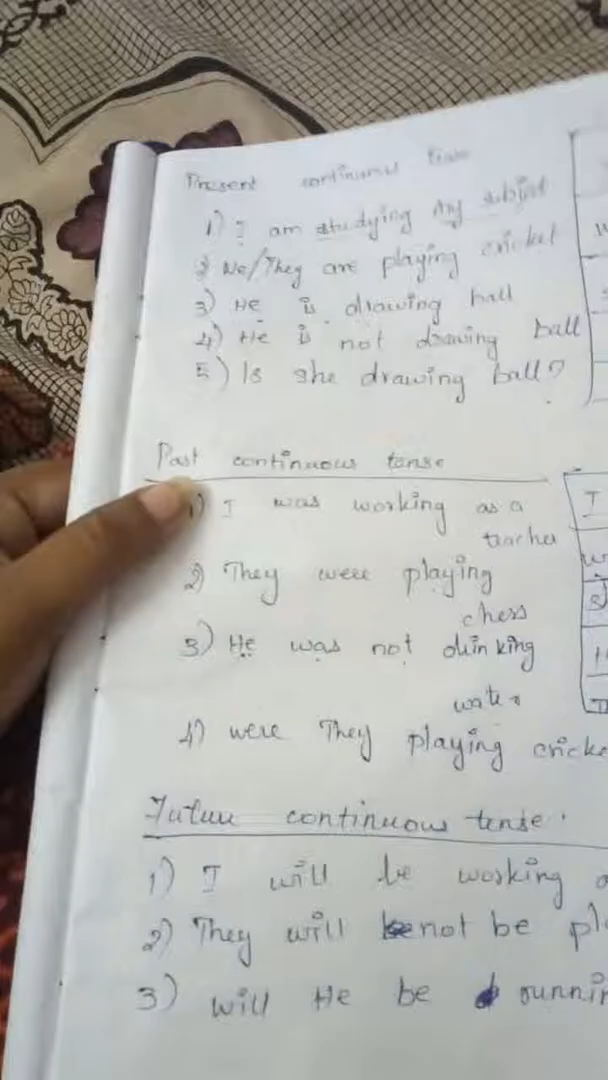 Present continuous tense
1) I am studying my subject
2) We/They are playing cricket
3) He is drawing ball
4) He is not drawing ball
5) Is she drawing ball?
Past continuous tense
1) I was working as a
teacher
2) They were playing
chess
3) He was not drinking
water
4) were They playing
Future continuous tense.
1) I will be working
2) They will not be
3) will He be
I